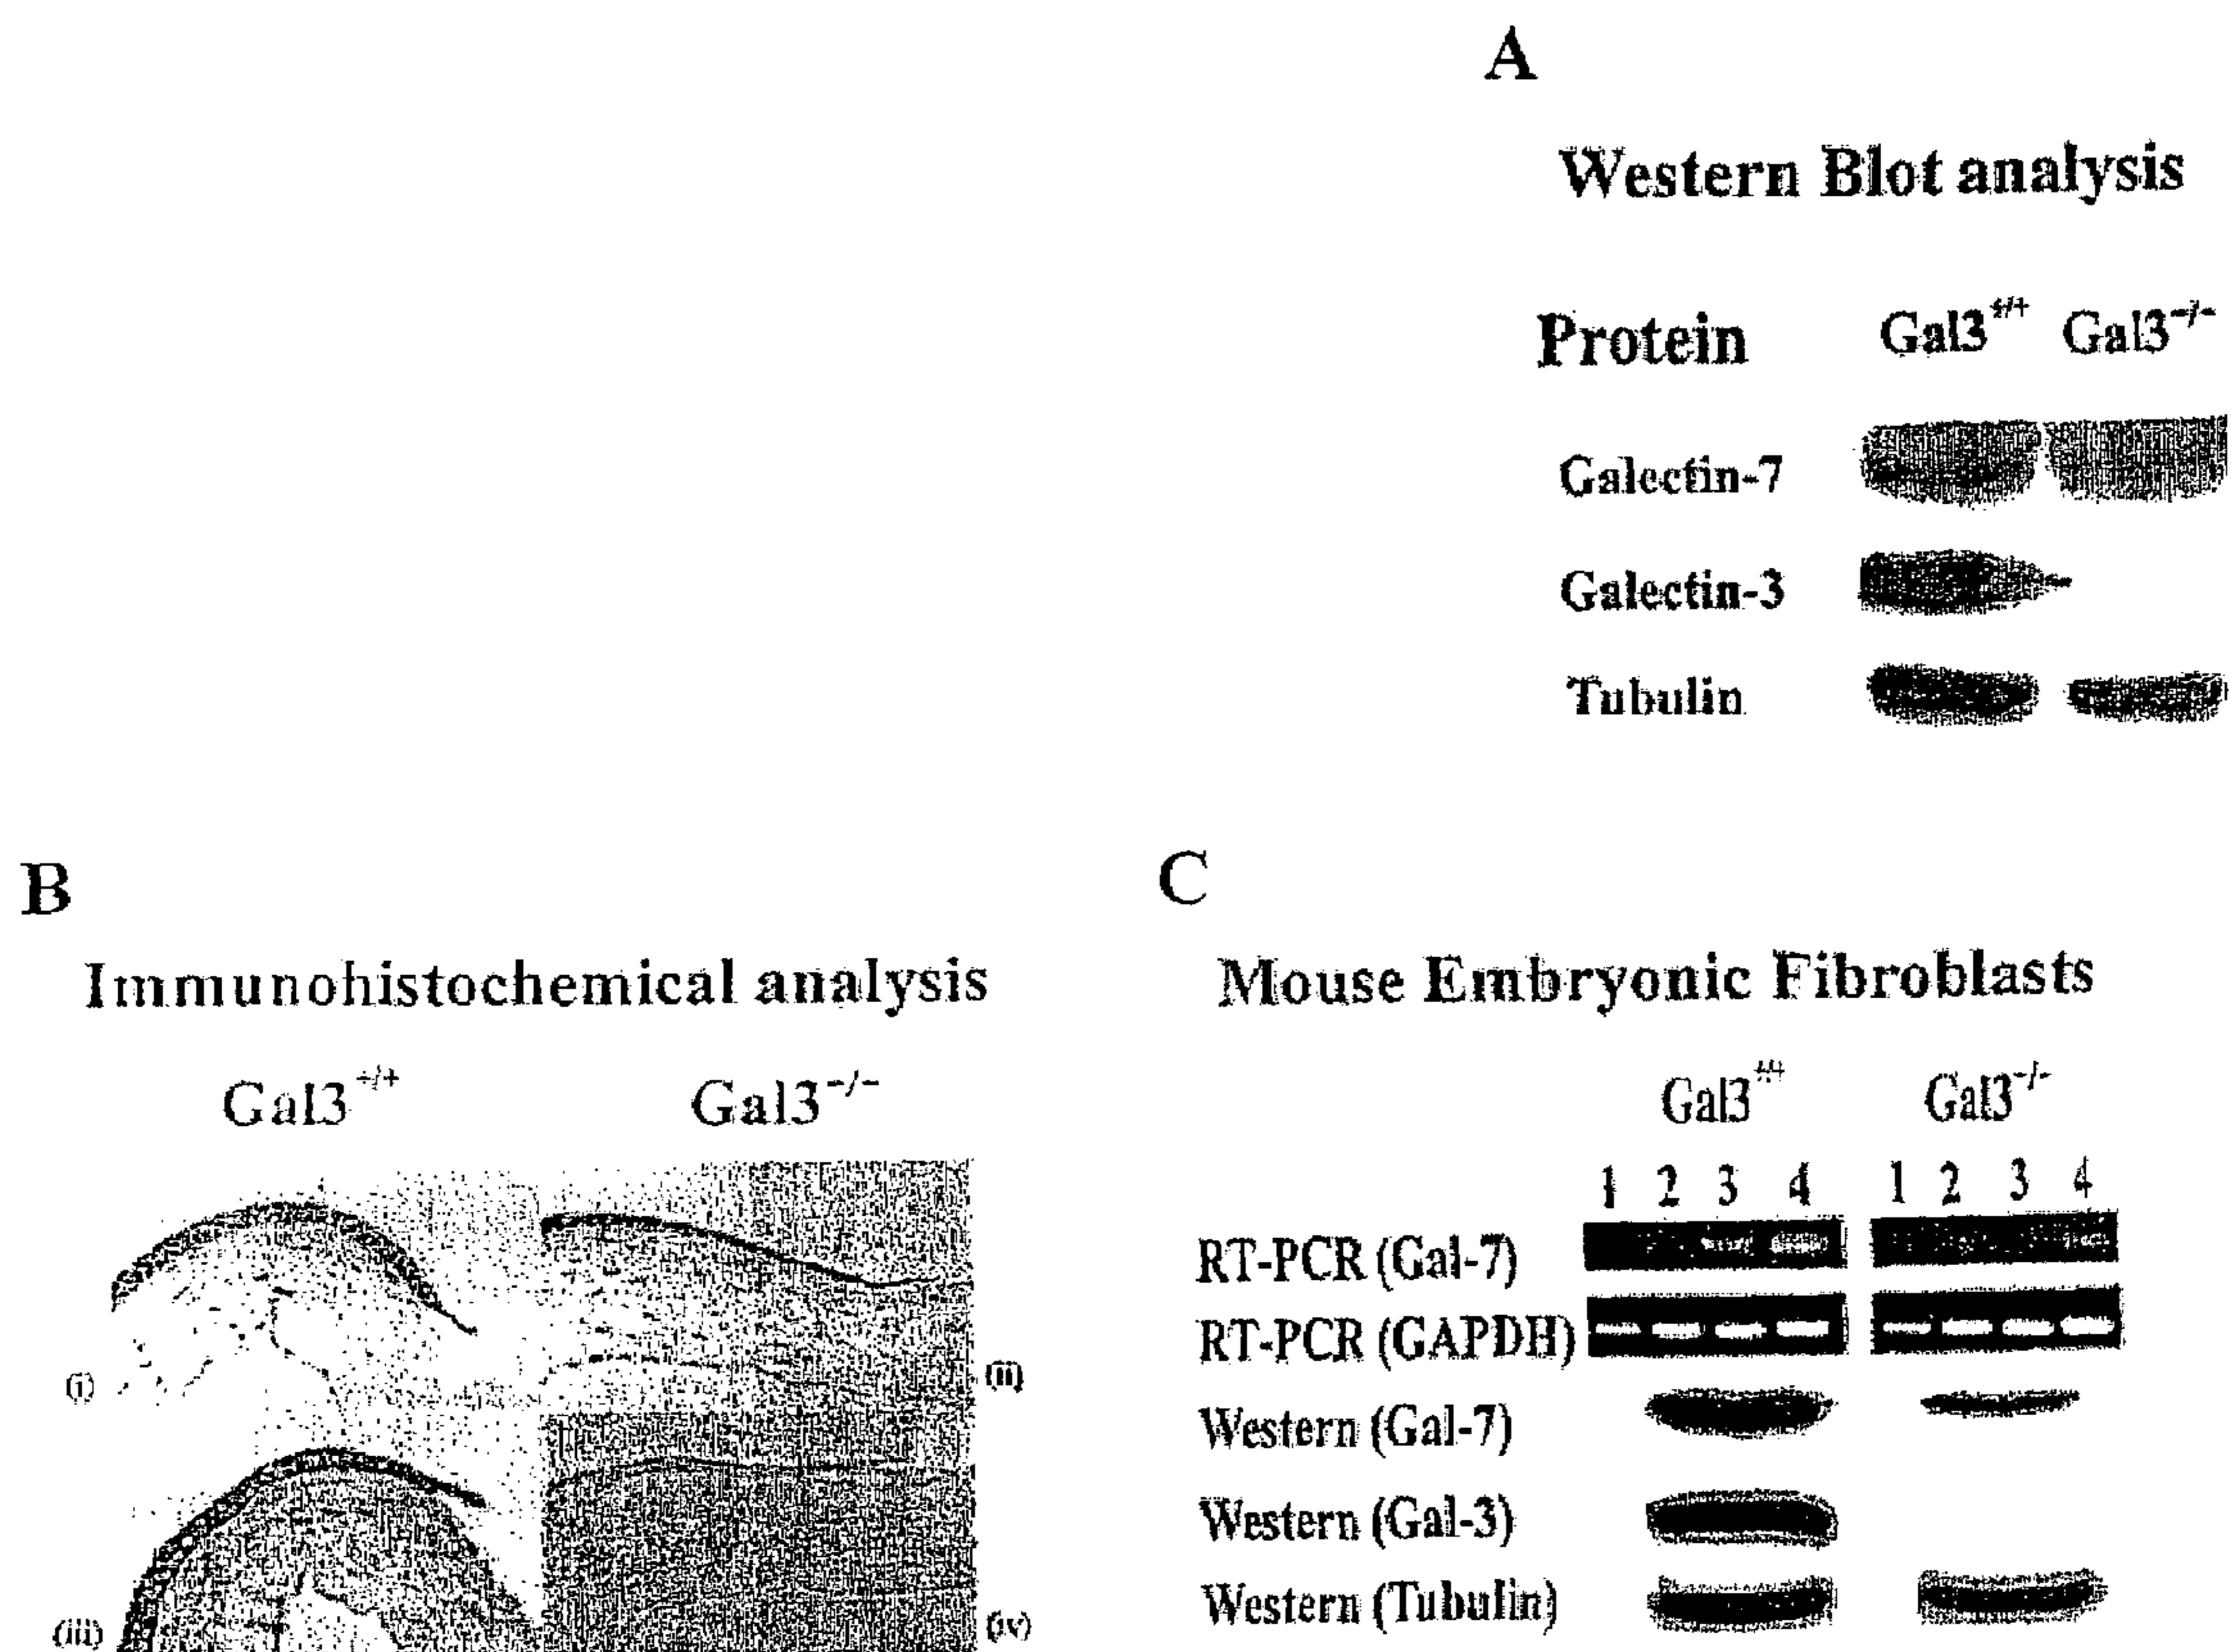 A
Western Blot analysis
Protein Gal3+/+ Gal3-/-
Galectin-7
Galectin-3
Tubulin
B
Immunohistochemical analysis
Gal3+/+ Gal3-/-
(i) (ii)
(iii) (iv)
C
Mouse Embryonic Fibroblasts
Gal3+/+ Gal3-/-
1 2 3 4 1 2 3 4
RT-PCR (Gal-7)
RT-PCR (GAPDH)
Western (Gal-7)
Western (Gal-3)
Western (Tubulin)